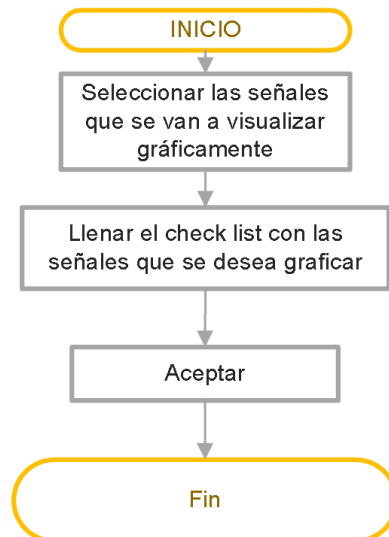 INICIO
Seleccionar las señales
que se van a visualizar
gráficamente
Llenar el check list con las
señales que se desea graficar
Aceptar
Fin